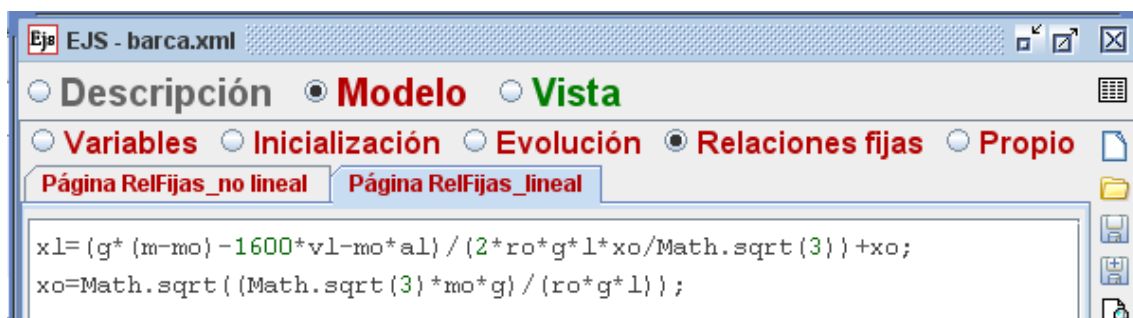 Ejs EJS - barca.xml
Descripción Modelo Vista
Variables Inicialización Evolución Relaciones fijas Propio
Página RelFijas_no lineal Página RelFijas_lineal
xl=(g*(m-mo)-1600*vl-mo*al)/(2*ro*g*l*xo/Math.sqrt(3))+xo;
xo=Math.sqrt((Math.sqrt(3)*mo*g)/(ro*g*l));